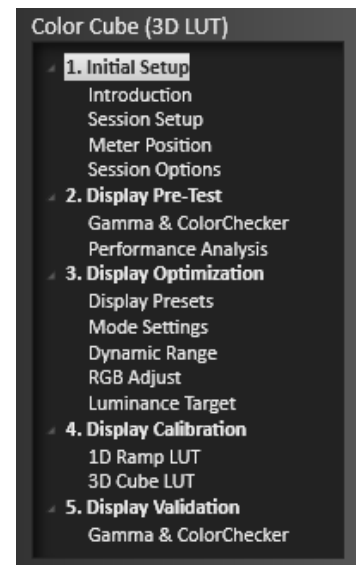 Color Cube (3D LUT)
1. Initial Setup
Introduction
Session Setup
Meter Position
Session Options
2. Display Pre-Test
Gamma & ColorChecker
Performance Analysis
3. Display Optimization
Display Presets
Mode Settings
Dynamic Range
RGB Adjust
Luminance Target
4. Display Calibration
1D Ramp LUT
3D Cube LUT
5. Display Validation
Gamma & ColorChecker